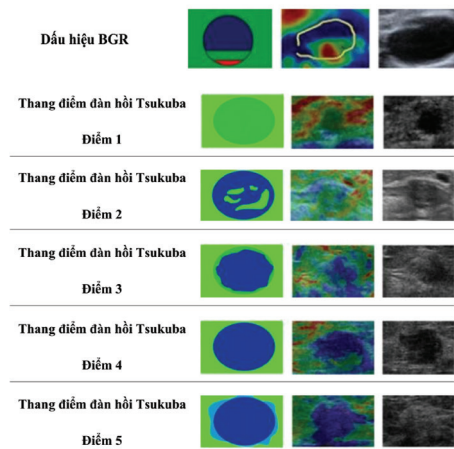 Dấu hiệu BGR
Thang điểm đàn hồi Tsukuba
Điểm 1
Thang điểm đàn hồi Tsukuba
Điểm 2
Thang điểm đàn hồi Tsukuba
Điểm 3
Thang điểm đàn hồi Tsukuba
Điểm 4
Thang điểm đàn hồi Tsukuba
Điểm 5